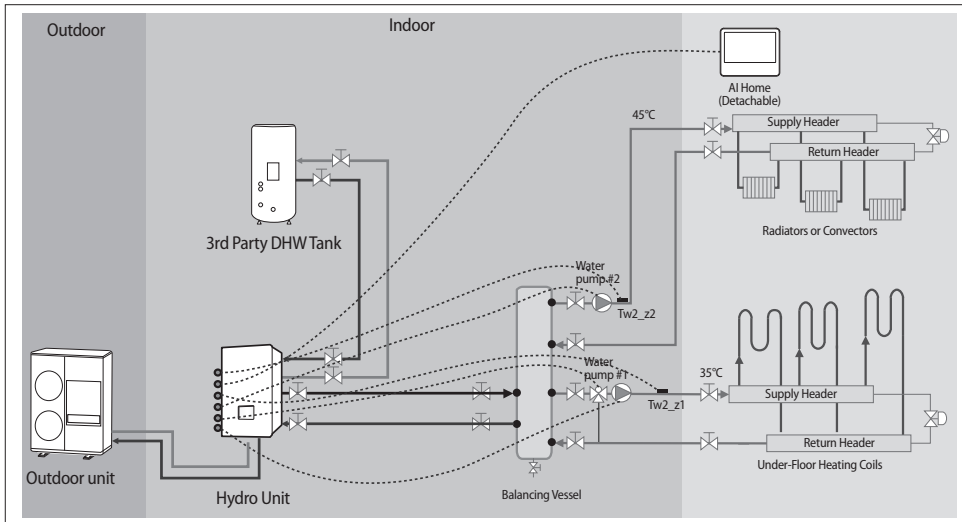 Outdoor
Indoor
AI Home
(Detachable)
45°C
Supply Header
Return Header
Radiators or Convectors
3rd Party DHW Tank
Water
pump #2
Tw2_z2
Water
pump #1
35°C
Tw2_z1
Supply Header
Return Header
Under-Floor Heating Coils
Outdoor unit
Hydro Unit
Balancing Vessel